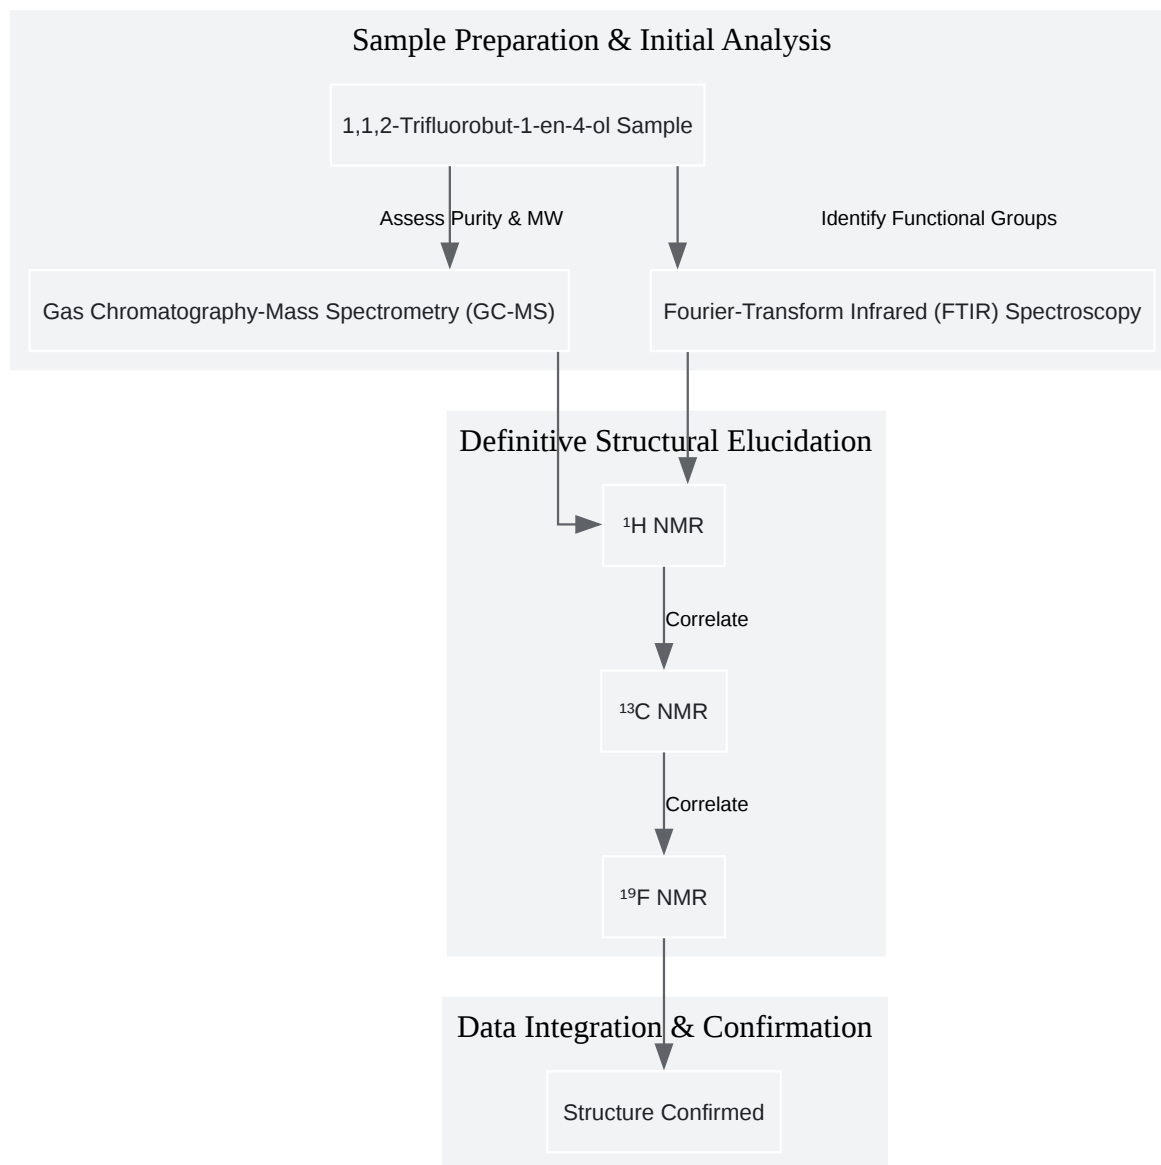 Sample Preparation & Initial Analysis
1,1,2-Trifluorobut-1-en-4-ol Sample
Assess Purity & MW
Identify Functional Groups
Gas Chromatography-Mass Spectrometry (GC-MS)
Fourier-Transform Infrared (FTIR) Spectroscopy
Definitive Structural Elucidation
¹H NMR
Correlate
¹³C NMR
Correlate
¹⁹F NMR
Data Integration & Confirmation
Structure Confirmed